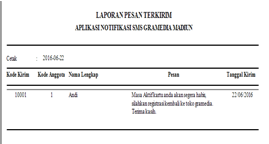 LAPORAN PESAN TERKIRIM
APLIKASI NOTIFIKASI SMS GRAMEDIA MADIUN
Cetak : 2016-06-22
Kode Kirim Kode Anggota Nama Lengkap Pesan Tanggal Kirim
10001 1 Andi Masa Aktif kartu anda akan segera habis, 22/06/2016
silahkan registrasi kembali ke toko gramedia.
Terima kasih.